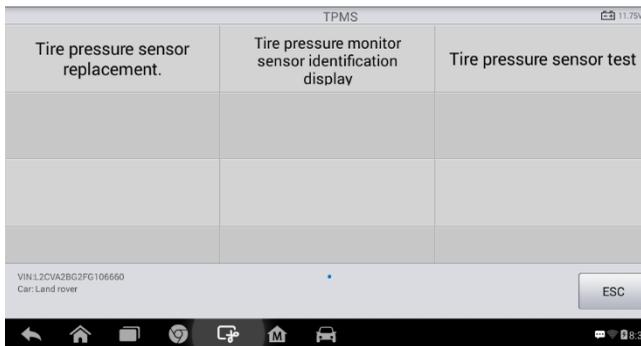 TPMS
11.75V
Tire pressure sensor
replacement.
Tire pressure monitor
sensor identification
display
Tire pressure sensor test
VIN:L2CVA2BG2FG106660
Car: Land rover
ESC
M